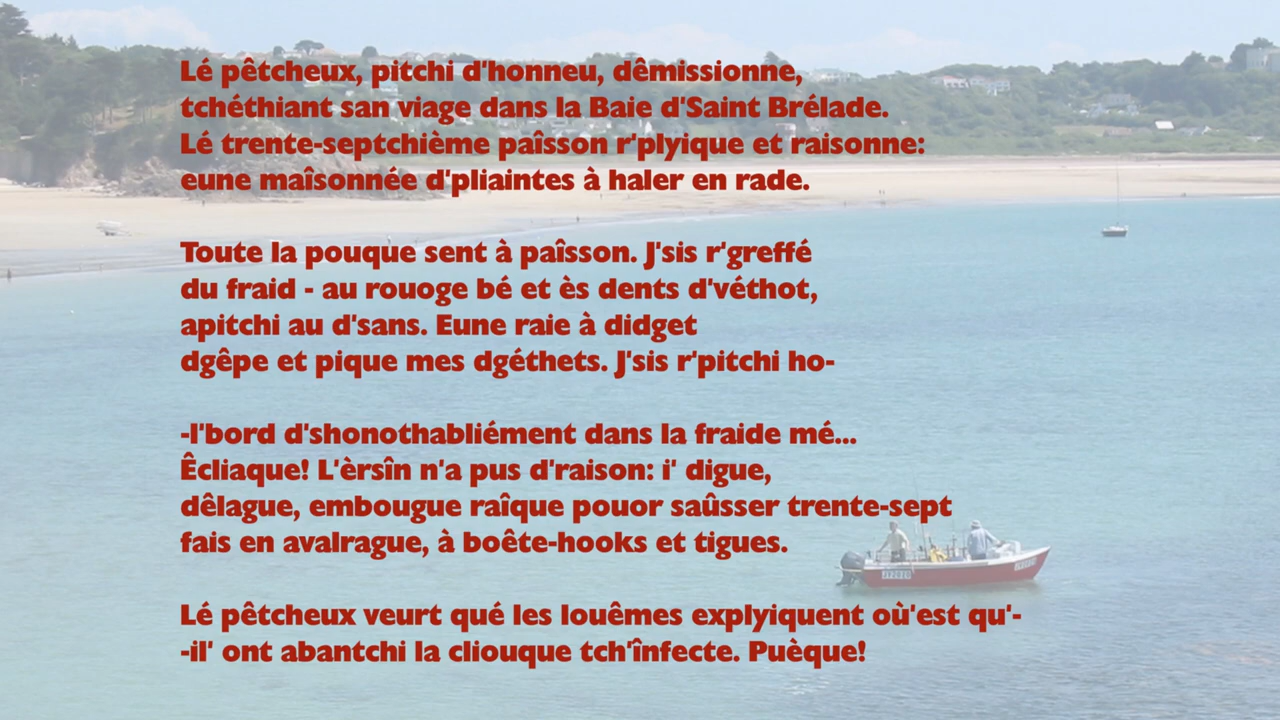 Lé pêtcheux, pitchi d'honneu, dêmissionne,
tchéthiant san viage dans la Baie d'Saint Brélade.
Lé trente-septchième paîsson r'plyique et raisonne:
eune maîsonnée d'pliaintes à haler en rade.
Toute la pouque sent à paîsson. J'sis r'greffé
du fraid - au rouoge bé et ès dents d'véthot,
apitchi au d'sans. Eune raie à didget
dgêpe et pique mes dgéthets. J'sis r'pitchi ho-
-l'bord d'shonothabliément dans la fraide mé...
Êcliaque! L'èrsîn n'a pus d'raison: i' digue,
dêlague, embougue raîque pouor saûsser trente-sept
fais en avalrague, à boête-hooks et tigues.
Lé pêtcheux veurt qué les louêmes explyiquent où'est qu'-
-il' ont abantchi la cliouque tch'înfecte. Puèque!